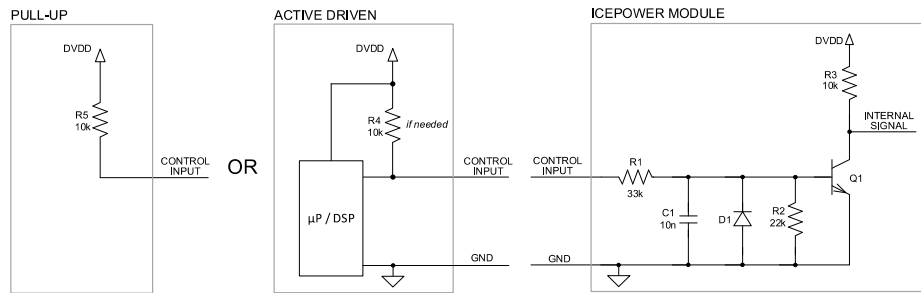 PULL-UP
DVDD
R5
10k
CONTROL
INPUT
OR
ACTIVE DRIVEN
DVDD
R4
10k
if needed
µP / DSP
CONTROL
INPUT
GND
ICEPOWER MODULE
CONTROL
INPUT
GND
R1
33k
C1
10n
D1
R2
22k
DVDD
R3
10k
INTERNAL
SIGNAL
Q1